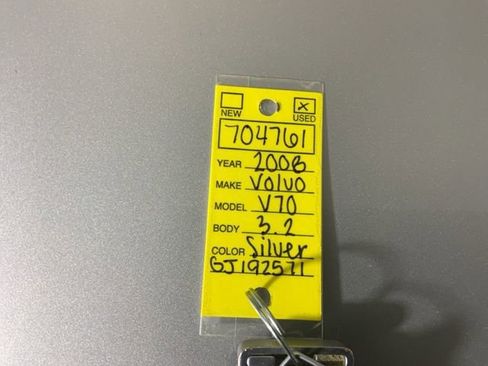 NEW USED
704761
YEAR 2008
MAKE Volvo
MODEL V70
BODY 3.2
COLOR Silver
GJ192571